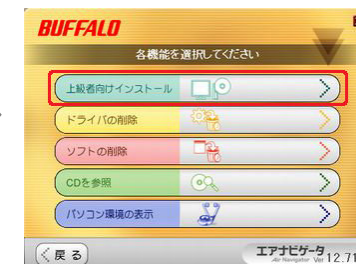 BUFFALO
各機能を選択してください
上級者向けインストール
ドライバの削除
ソフトの削除
CDを参照
パソコン環境の表示
戻る
エアナビゲータ
Air Navigator Ver 12.71